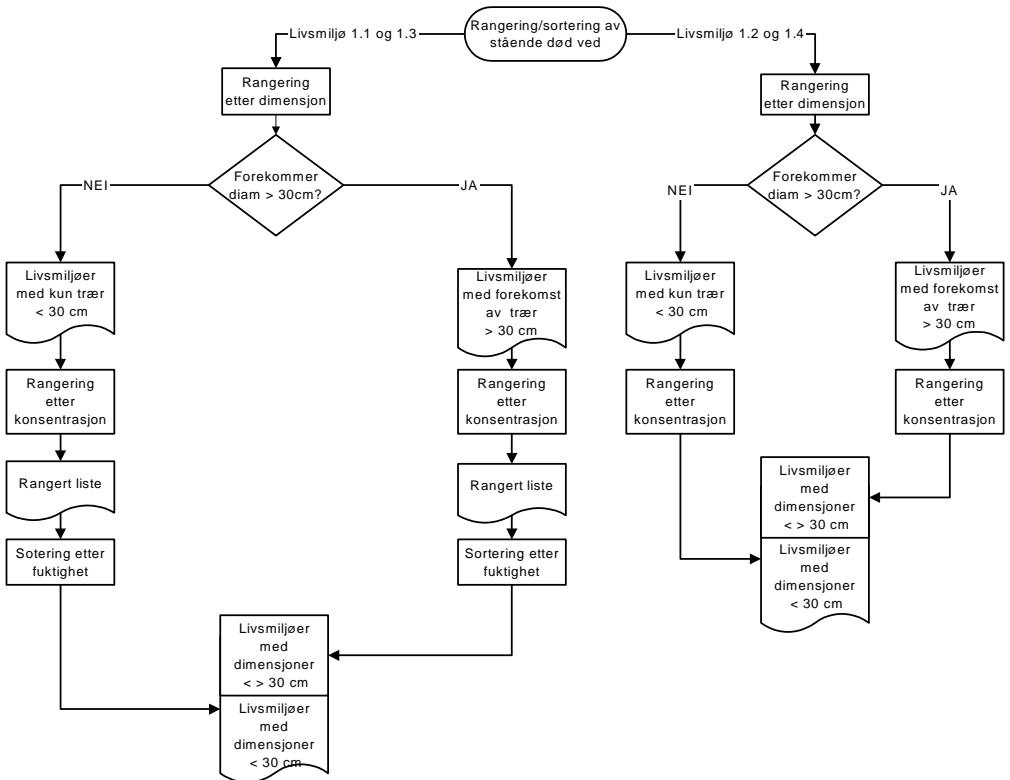 Rangering/sortering av
stående død ved
Livsmiljø 1.1 og 1.3
Livsmiljø 1.2 og 1.4
Rangering
etter dimensjon
Forekommer
diam > 30cm?
NEI
JA
Livsmiljøer
med kun trær
< 30 cm
Rangering
etter
konsentrasjon
Rangert liste
Sotering etter
fuktighet
Livsmiljøer
med forekomst
av trær
> 30 cm
Rangering
etter
konsentrasjon
Rangert liste
Sortering etter
fuktighet
Livsmiljøer
med
dimensjoner
< > 30 cm
Livsmiljøer
med
dimensjoner
< 30 cm
Rangering
etter dimensjon
Forekommer
diam > 30cm?
NEI
JA
Livsmiljøer
med kun trær
< 30 cm
Rangering
etter
konsentrasjon
Livsmiljøer
med forekomst
av trær
> 30 cm
Rangering
etter
konsentrasjon
Livsmiljøer
med
dimensjoner
< > 30 cm
Livsmiljøer
med
dimensjoner
< 30 cm